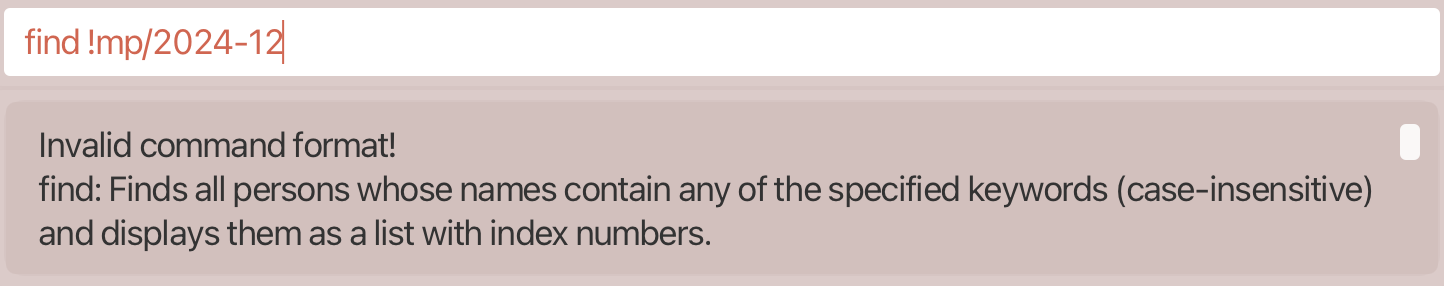 find !mp/2024-12
Invalid command format!
find: Finds all persons whose names contain any of the specified keywords (case-insensitive)
and displays them as a list with index numbers.